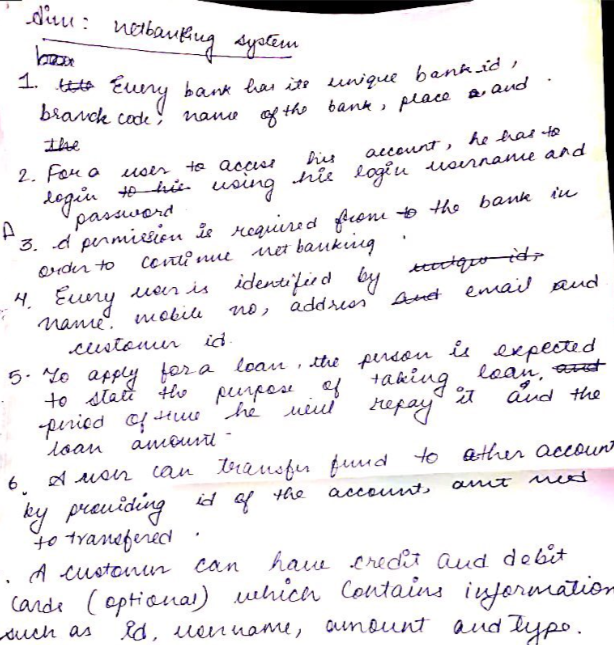 Aim: Netbanking system
1. Every bank has its unique bank_id,
branch code, name of the bank, place and .
the
2. For a user to access his account, he has to
login to his using his login username and
password
A
3. A permission is required from to the bank in
order to continue net banking .
4. Every user is identified by unique id,
name. mobile no, address and email and
customer id.
5. To apply for a loan, the person is expected
to state the purpose of taking loan, and
period of time he will repay it and the
loan amount -
6. A user can transfer fund to other account
by providing id of the account, amt need
to transfered .
. A customer can have credit and debit
cards (optional) which contains information
such as Id, username, amount and type.